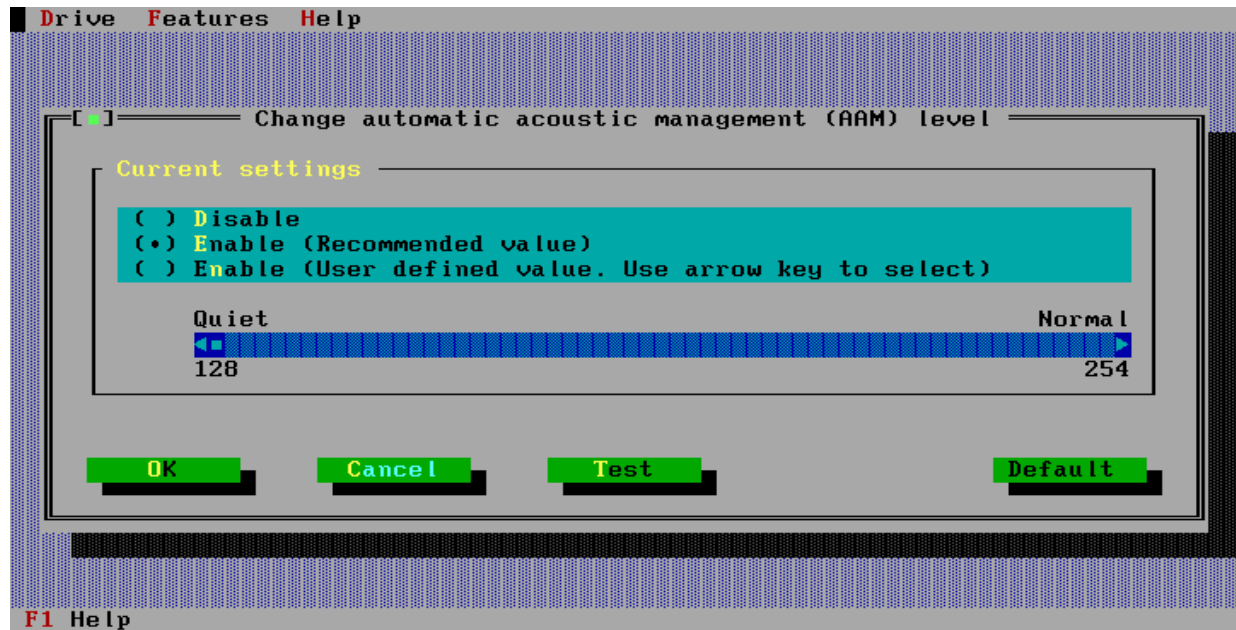 Drive Features Help
Change automatic acoustic management (AAM) level
Current settings
( ) Disable
(•) Enable (Recommended value)
( ) Enable (User defined value. Use arrow key to select)
Quiet Normal
128 254
OK Cancel Test Default
F1 Help